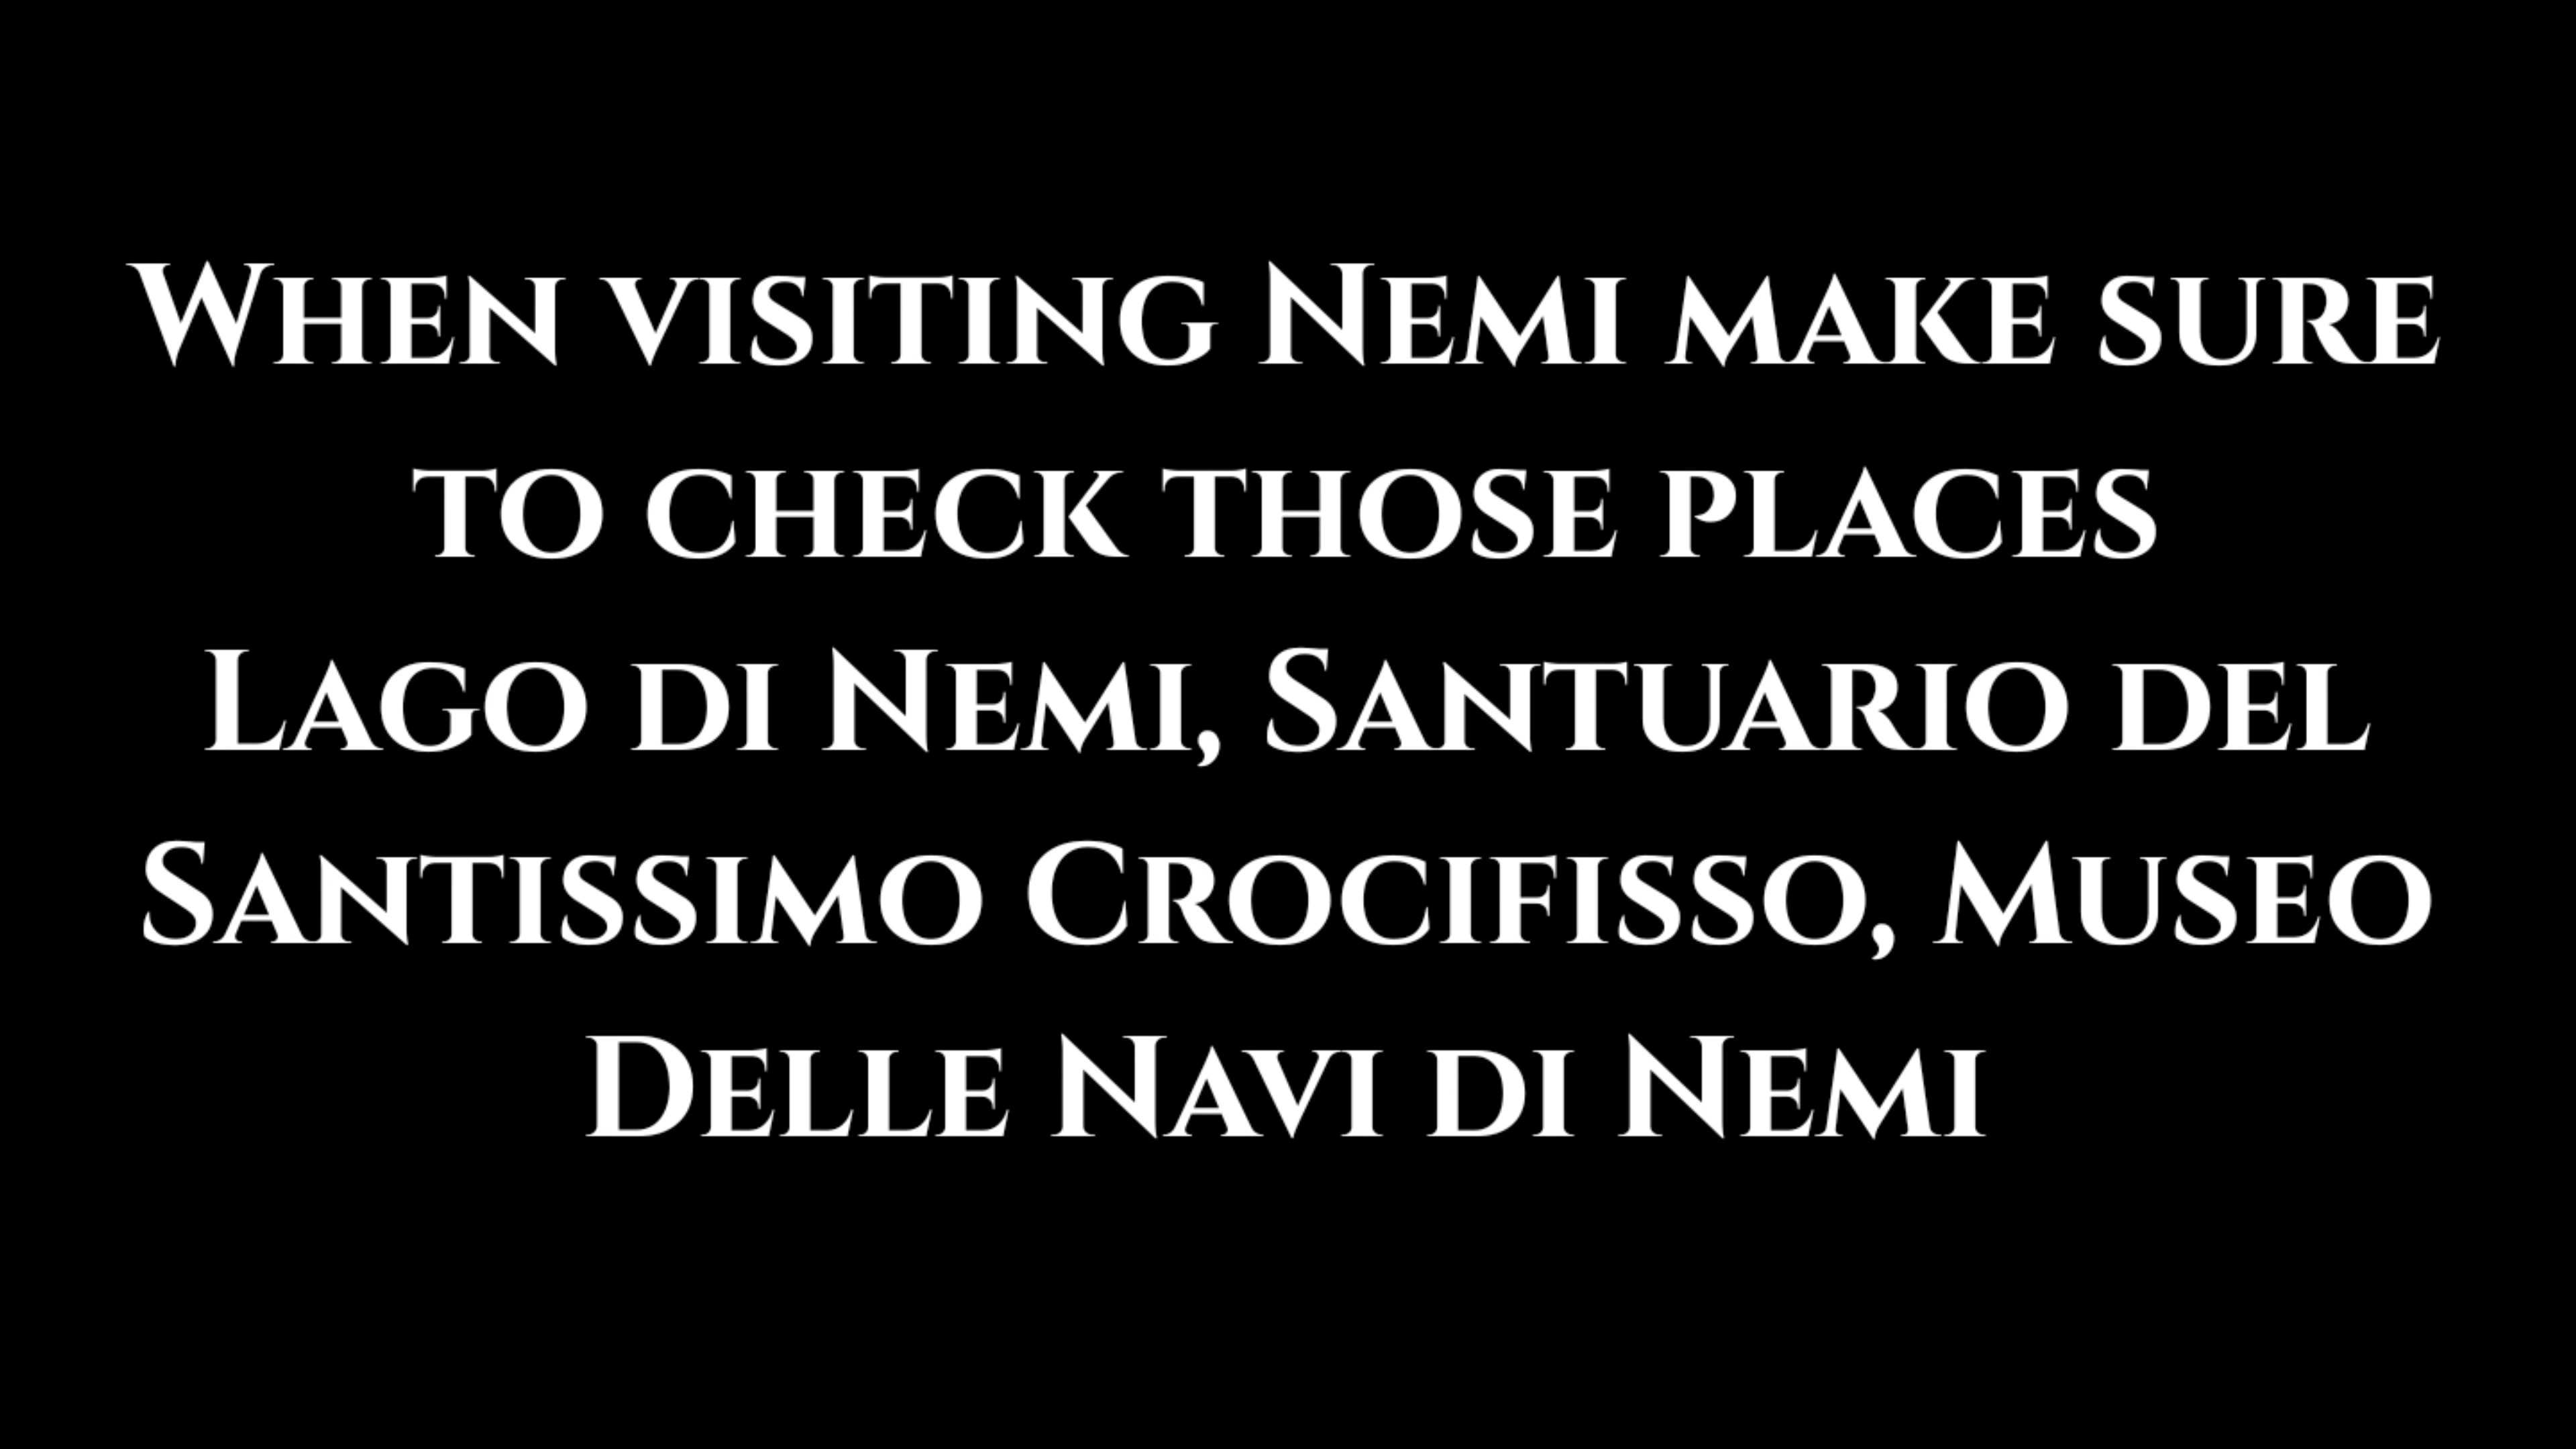 When visiting Nemi make sure
to check those places
Lago di Nemi, Santuario del
Santissimo Crocifisso, Museo
Delle Navi di Nemi